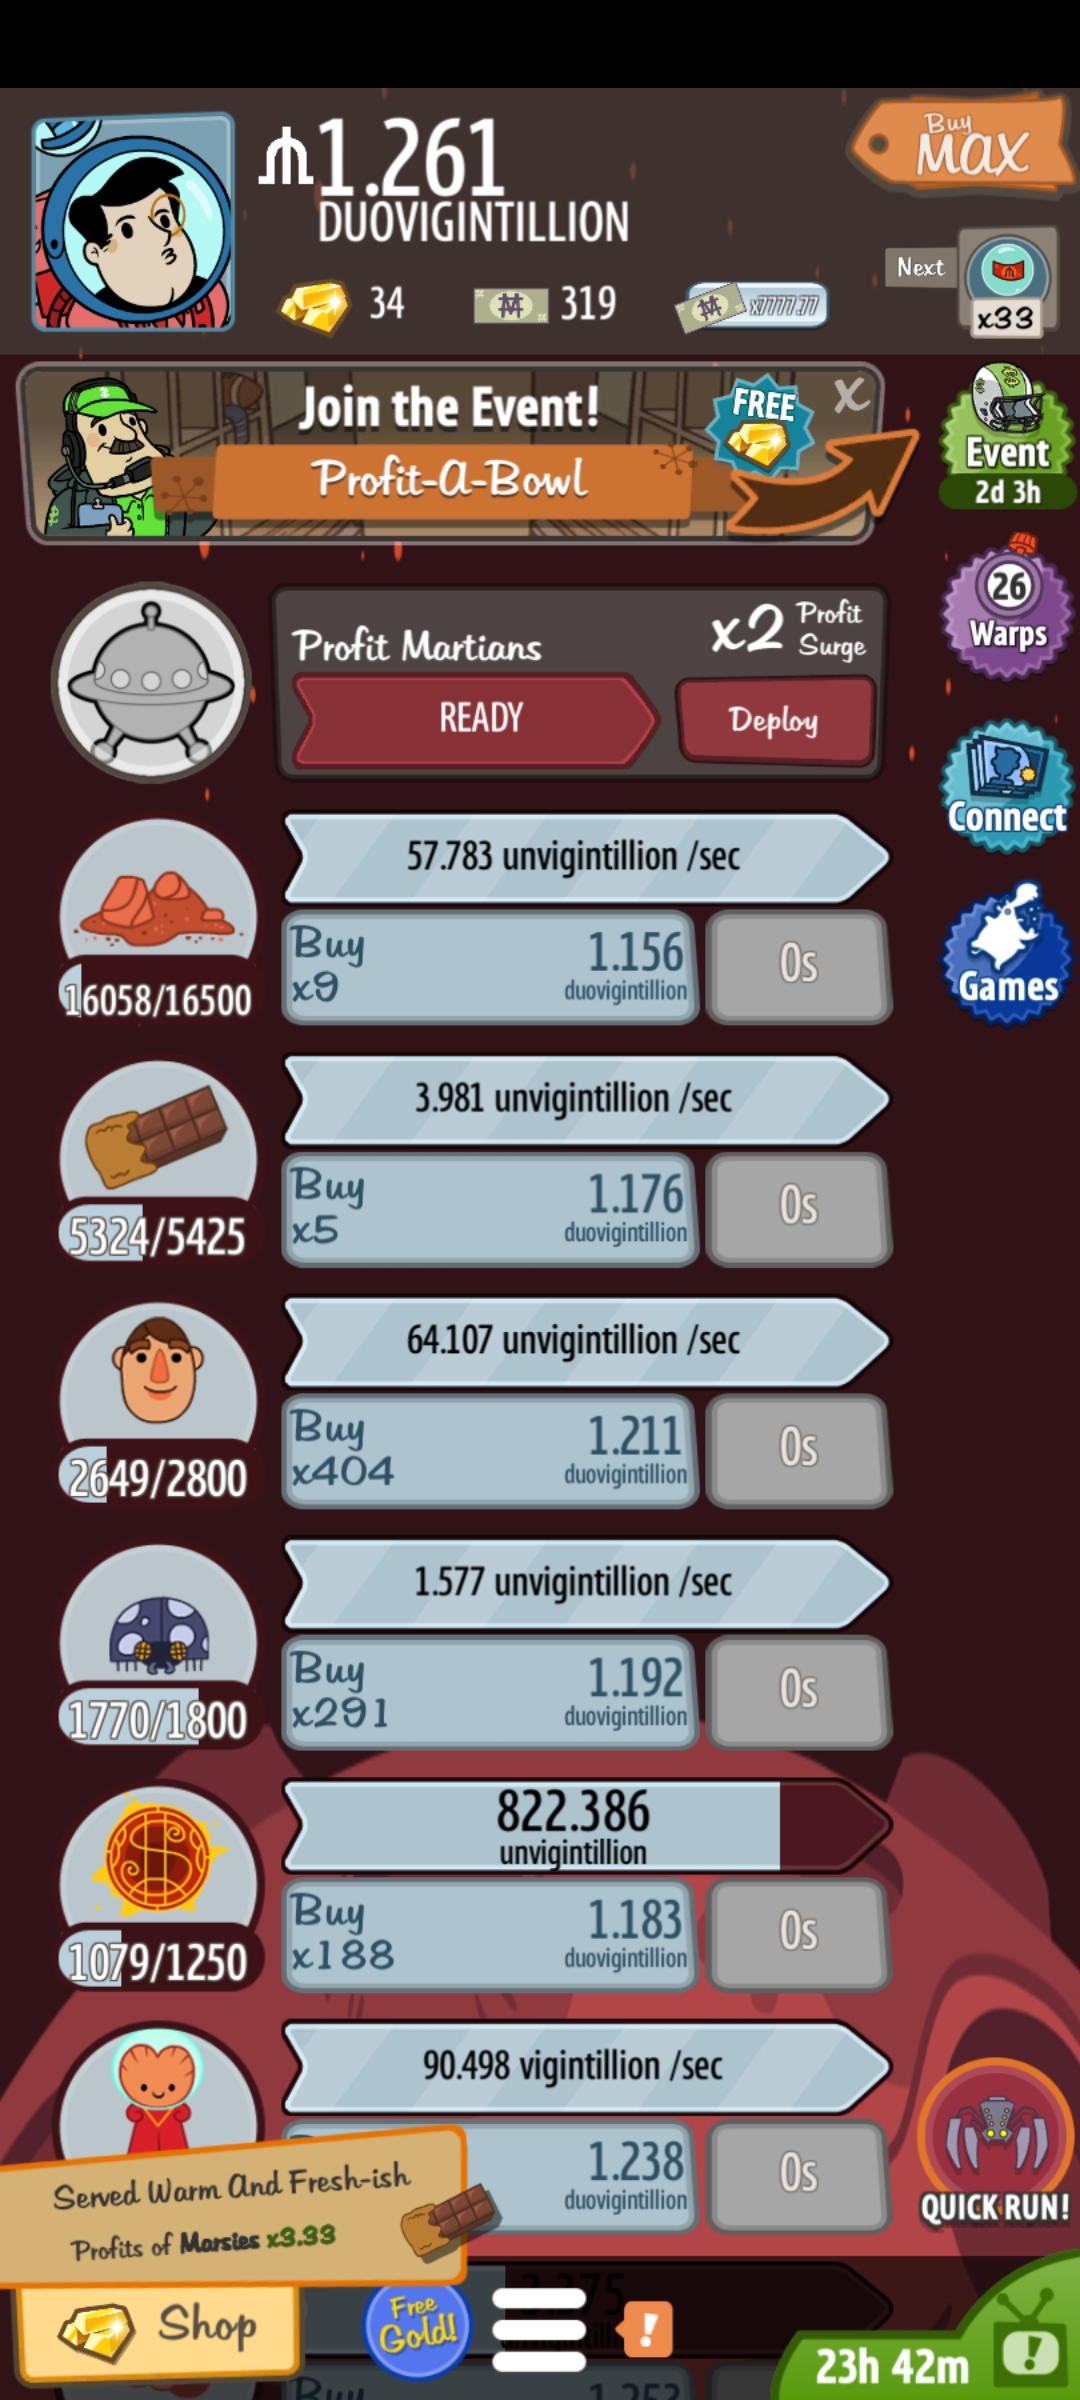 1.261
DUOVIGINTILLION
Buy
MAX
34
319
x7777.77
Next
x33
Join the Event!
Profit-A-Bowl
FREE
X
Event
2d 3h
Profit Martians
x2 Profit
Surge
READY
Deploy
26
Warps
57.783 unvigintillion /sec
Connect
Buy
x9
1.156
duovigintillion
0s
16058/16500
Games
3.981 unvigintillion /sec
Buy
x5
1.176
duovigintillion
0s
5324/5425
64.107 unvigintillion /sec
Buy
x404
1.211
duovigintillion
0s
2649/2800
1.577 unvigintillion /sec
Buy
x291
1.192
duovigintillion
0s
1770/1800
822.386
unvigintillion
Buy
x188
1.183
duovigintillion
0s
1079/1250
90.498 vigintillion /sec
1.238
duovigintillion
0s
QUICK RUN!
Served Warm And Fresh-ish
Profits of Marsies x3.33
3.375
Shop
Free
Gold!
!
23h 42m
!
Buy
1.252